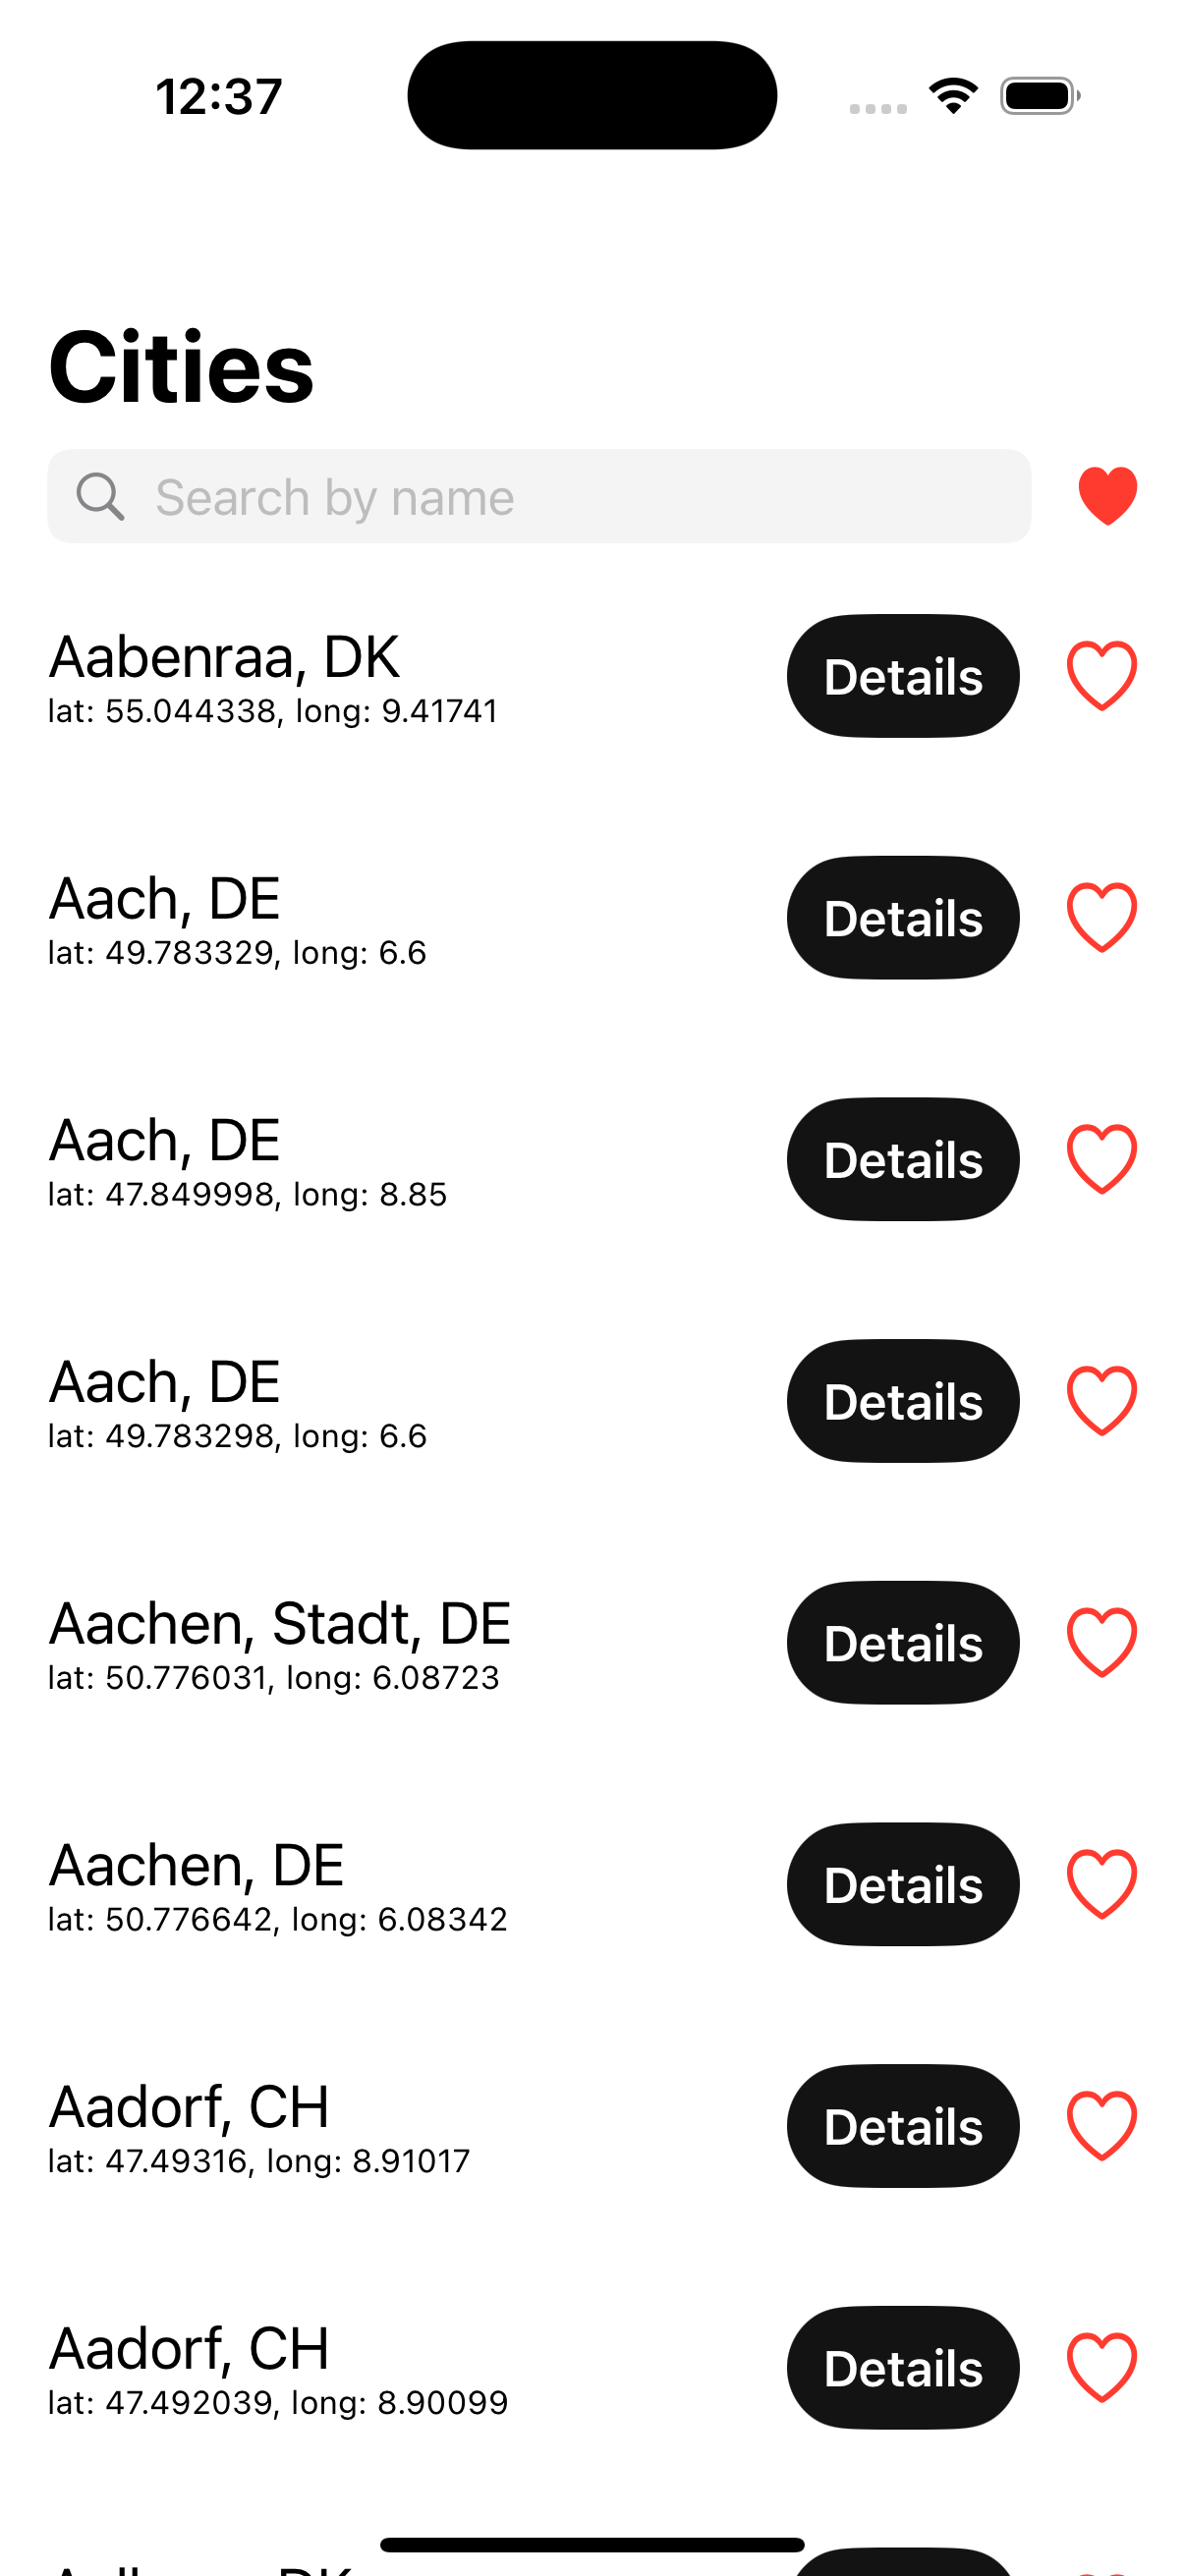 12:37
Cities
Search by name
Aabenraa, DK
lat: 55.044338, long: 9.41741
Details
Aach, DE
lat: 49.783329, long: 6.6
Details
Aach, DE
lat: 47.849998, long: 8.85
Details
Aach, DE
lat: 49.783298, long: 6.6
Details
Aachen, Stadt, DE
lat: 50.776031, long: 6.08723
Details
Aachen, DE
lat: 50.776642, long: 6.08342
Details
Aadorf, CH
lat: 47.49316, long: 8.91017
Details
Aadorf, CH
lat: 47.492039, long: 8.90099
Details